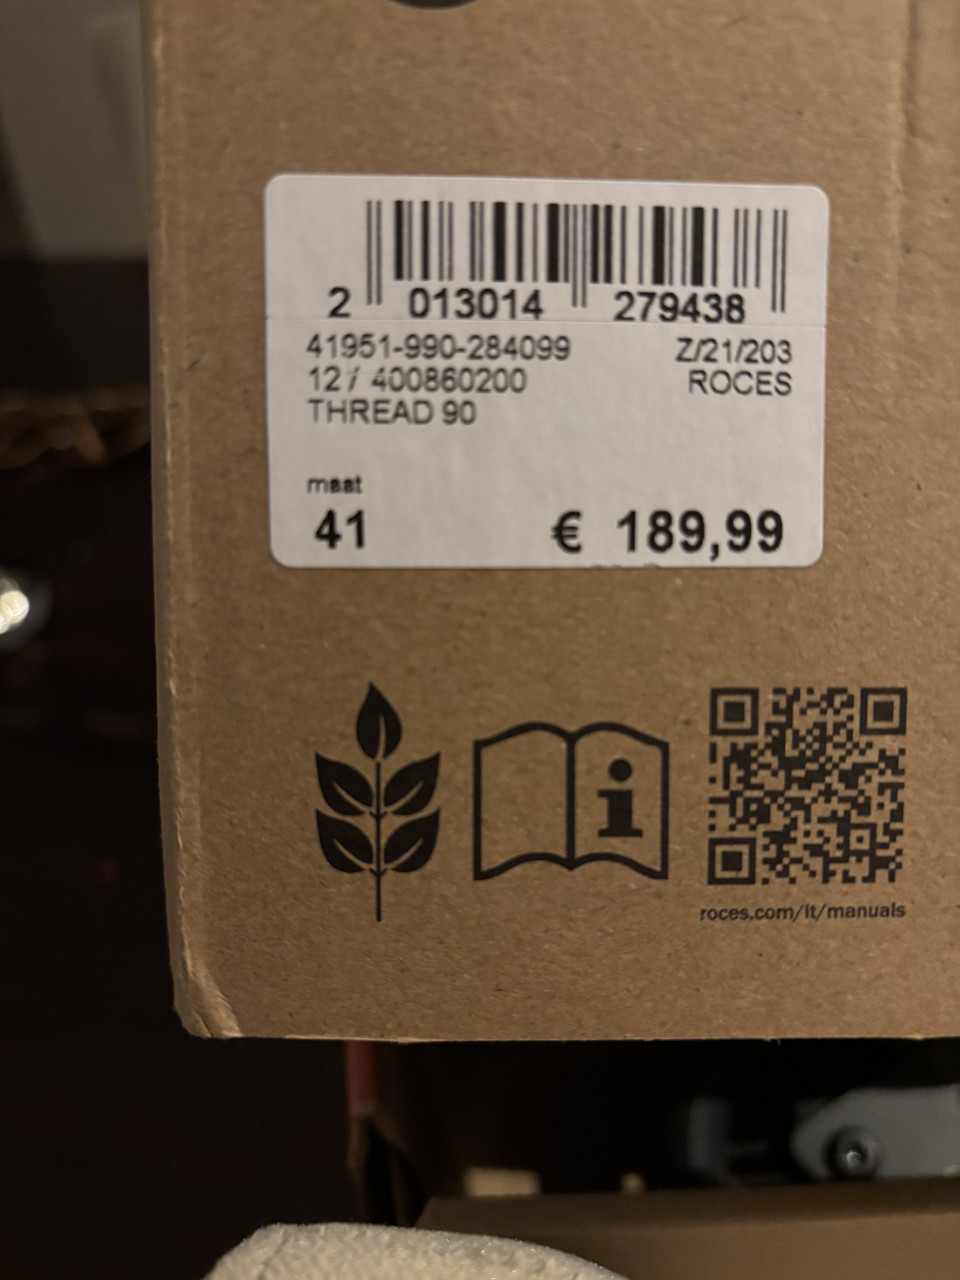 2 013014 279438
41951-990-284099 Z/21/203
12 / 400860200 ROCES
THREAD 90
maat
41 € 189,99
roces.com/it/manuals